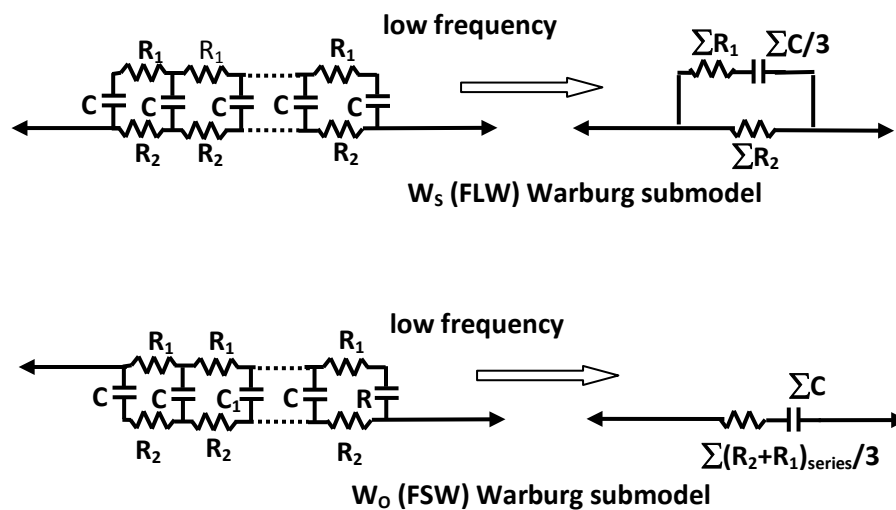 low frequency
R₁ R₁ R₁
C C C C C
R₂ R₂ R₂
∑R₁ ∑C/3
∑R₂
Wₛ (FLW) Warburg submodel
low frequency
R₁ R₁ R₁
C C C₁ C R
R₂ R₂ R₂
∑C
∑(R₂+R₁)series/3
Wₒ (FSW) Warburg submodel